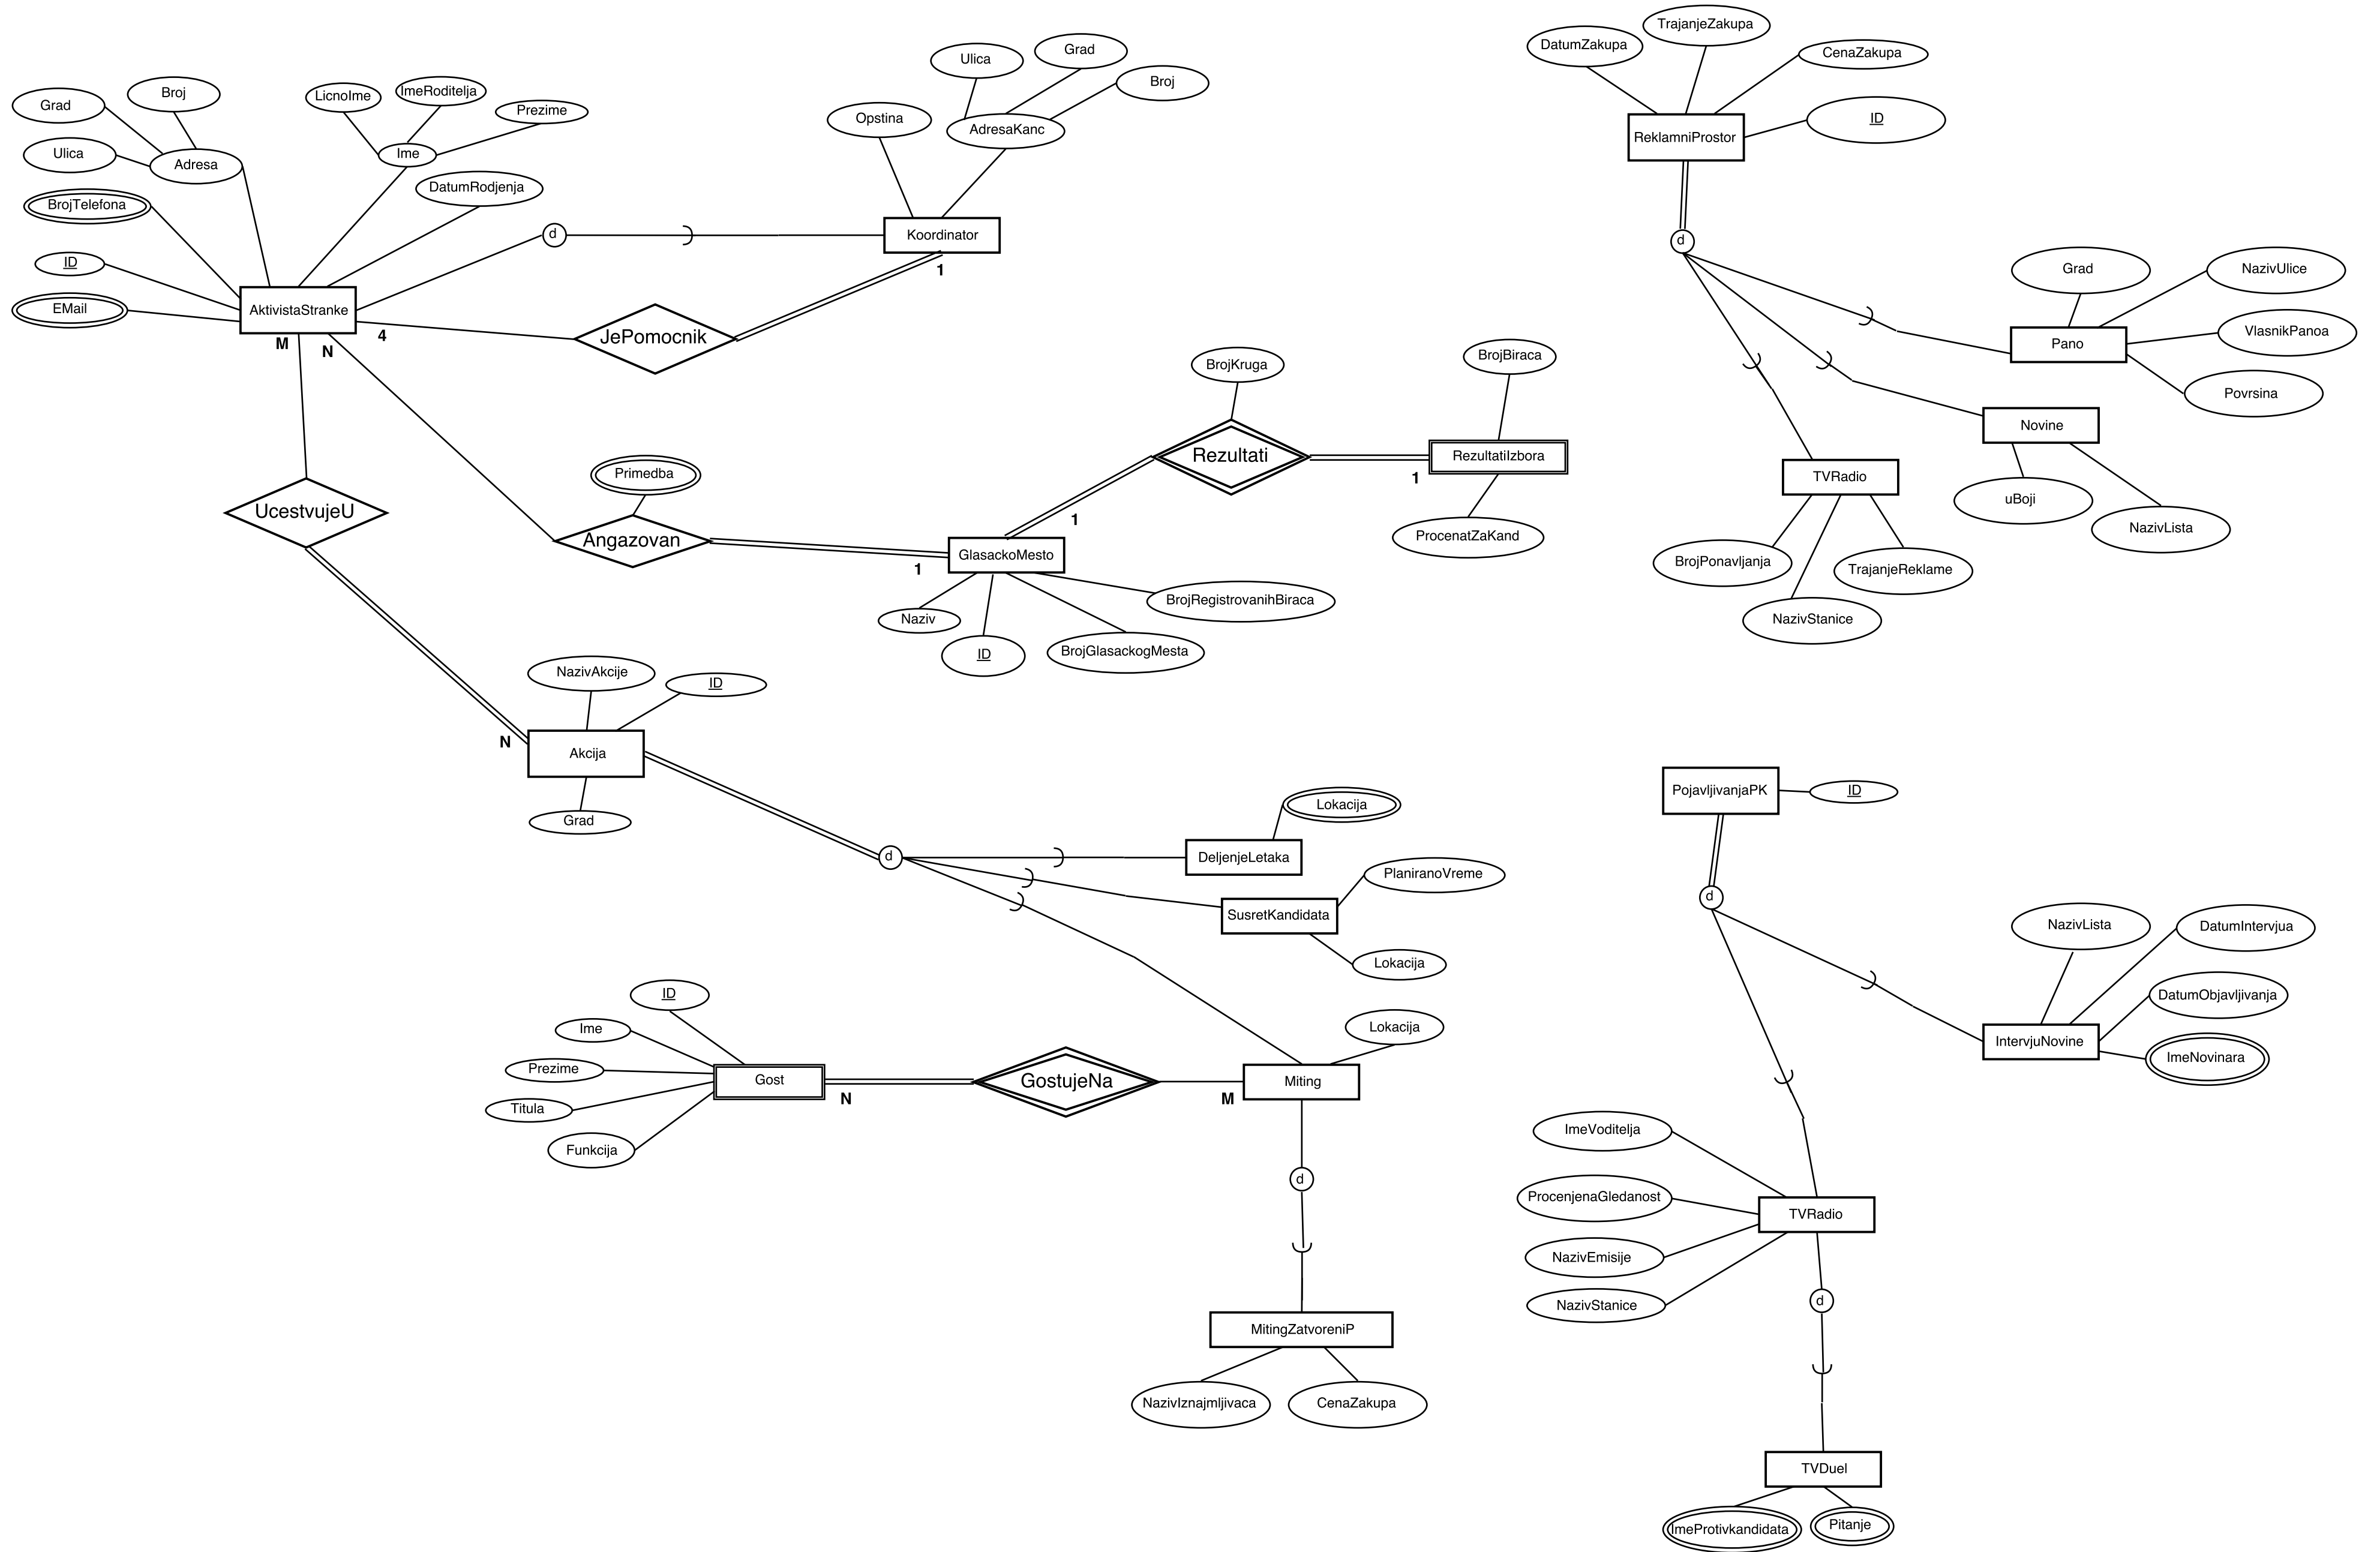 TrajanjeZakupa
DatumZakupa
CenaZakupa
ID
ReklamniProstor
d
Grad
NazivUlice
VlasnikPanoa
Pano
Povrsina
Novine
uBoji
NazivLista
TVRadio
BrojPonavljanja
TrajanjeReklame
NazivStanice
Ulica
Grad
Broj
Opstina
AdresaKanc
Koordinator
1
Grad
Broj
Ulica
Adresa
LicnoIme
ImeRoditelja
Prezime
Ime
DatumRodjenja
BrojTelefona
ID
EMail
AktivistaStranke
d
M
N
4
JePomocnik
UcestvujeU
Primedba
Angazovan
1
BrojKruga
Rezultati
1
BrojBiraca
RezultatiIzbora
1
ProcenatZaKand
GlasackoMesto
Naziv
ID
BrojGlasackogMesta
BrojRegistrovanihBiraca
NazivAkcije
ID
N
Akcija
Grad
d
Lokacija
DeljenjeLetaka
PlaniranoVreme
SusretKandidata
Lokacija
ID
Ime
Prezime
Titula
Funkcija
Gost
N
GostujeNa
M
Miting
Lokacija
d
MitingZatvoreniP
NazivIznajmljivaca
CenaZakupa
PojavljivanjaPK
ID
d
NazivLista
DatumIntervjua
DatumObjavljivanja
IntervjuNovine
ImeNovinara
ImeVoditelja
ProcenjenaGledanost
NazivEmisije
NazivStanice
TVRadio
d
TVDuel
ImeProtivkandidata
Pitanje